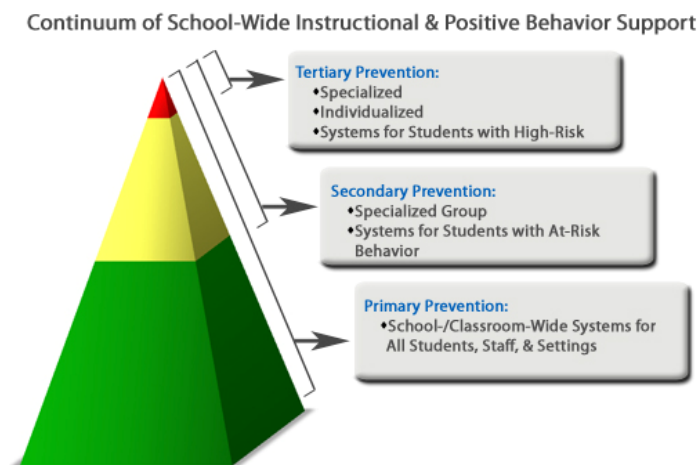 Continuum of School-Wide Instructional & Positive Behavior Support
Tertiary Prevention:
♦Specialized
♦Individualized
♦Systems for Students with High-Risk
Secondary Prevention:
♦Specialized Group
♦Systems for Students with At-Risk
Behavior
Primary Prevention:
♦School-/Classroom-Wide Systems for
All Students, Staff, & Settings